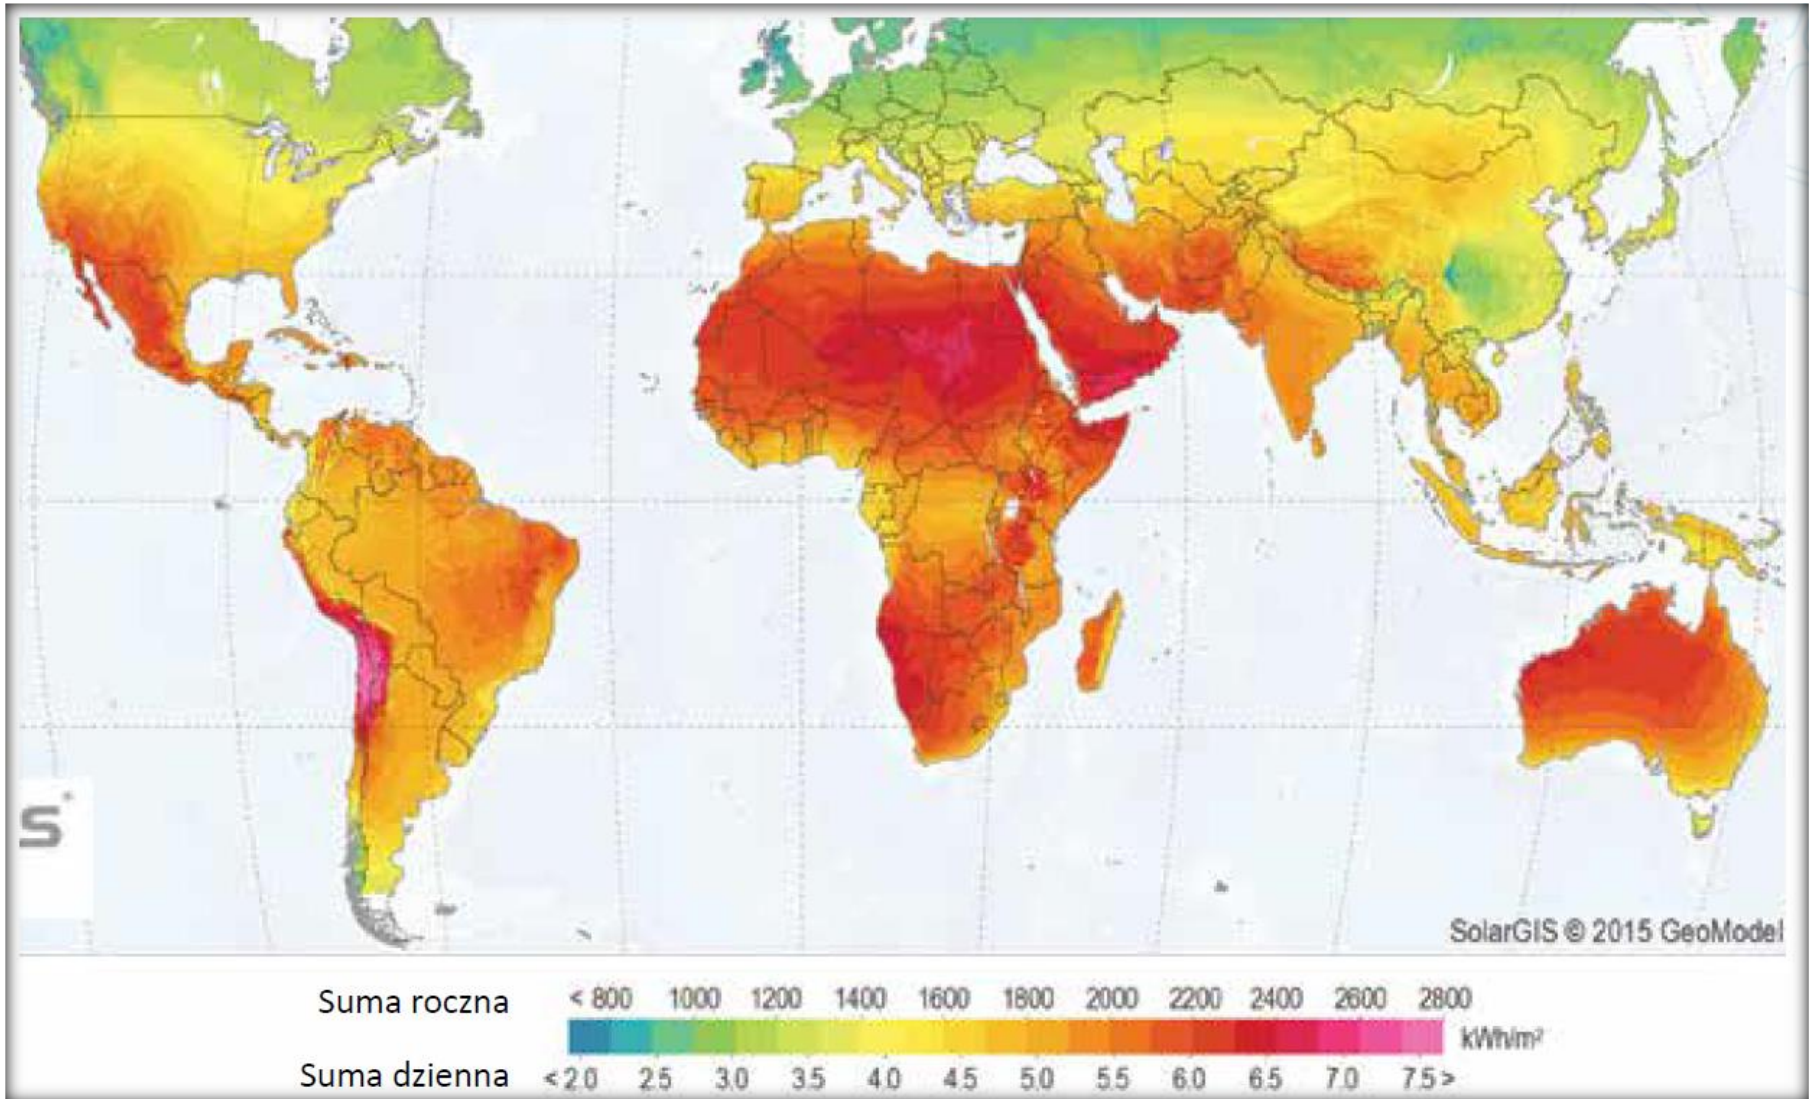 S
SolarGIS © 2015 GeoModel
Suma roczna < 800 1000 1200 1400 1600 1800 2000 2200 2400 2600 2800
kWh/m²
Suma dzienna < 2.0 2.5 3.0 3.5 4.0 4.5 5.0 5.5 6.0 6.5 7.0 7.5 >